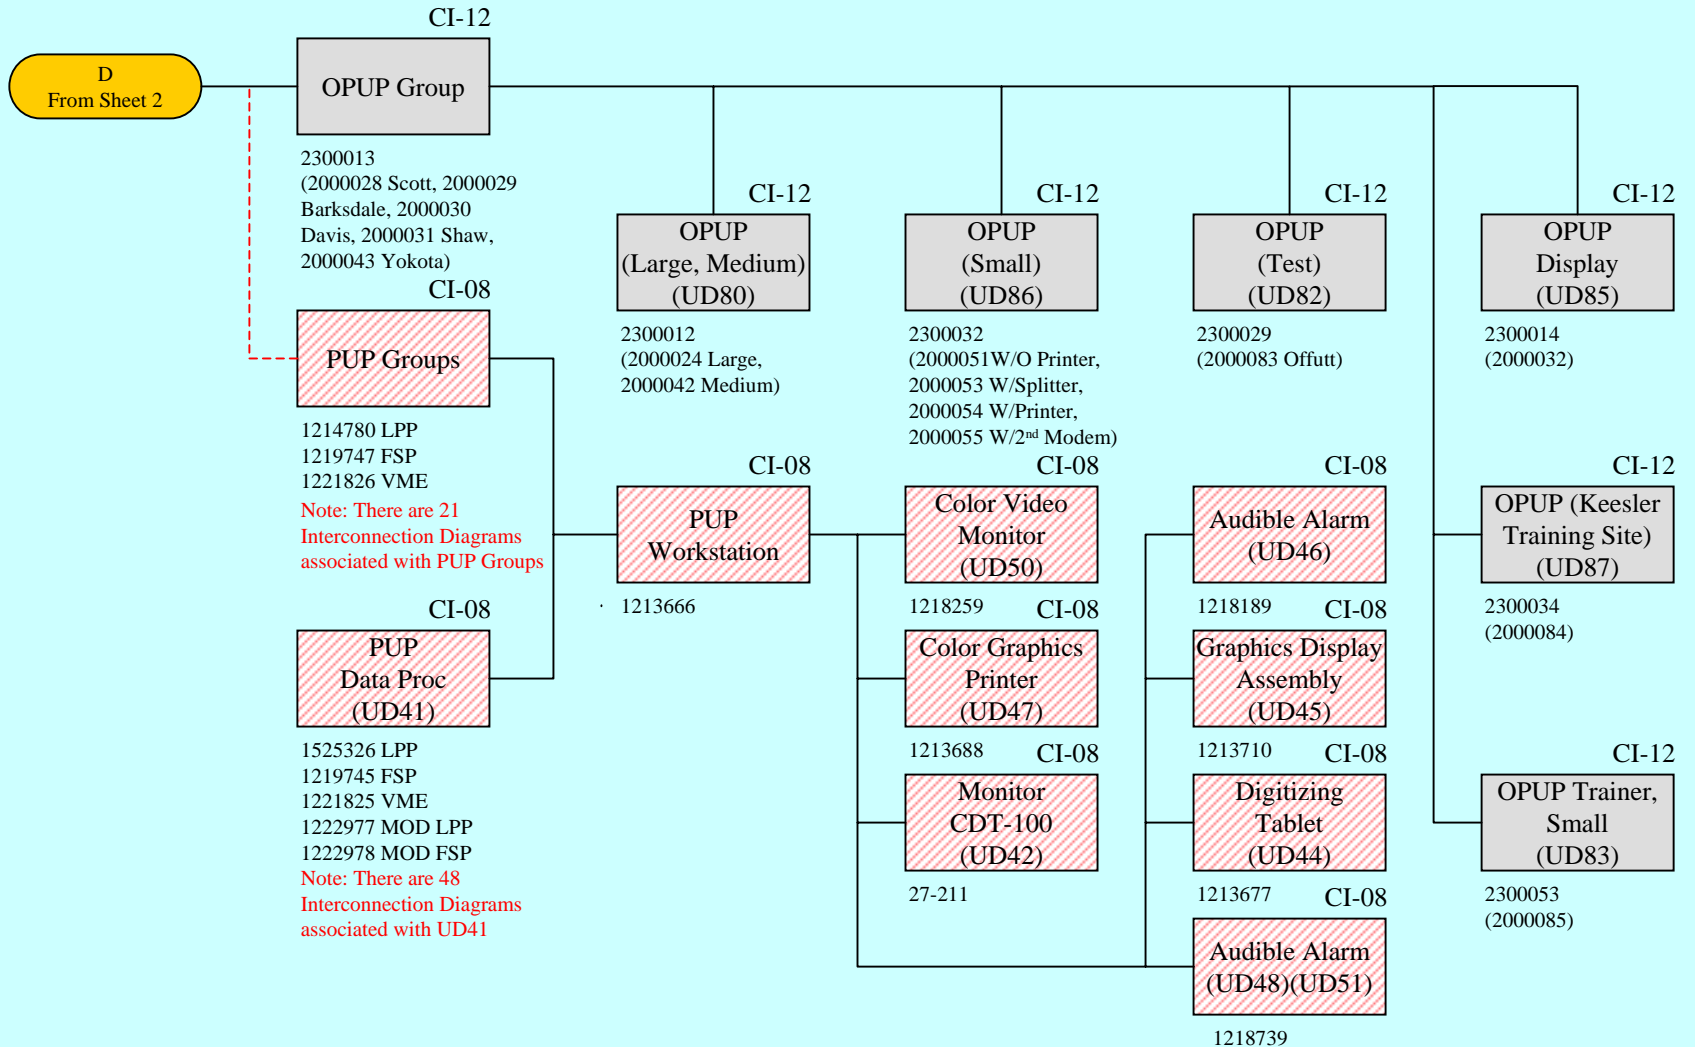 CI-12
D
From Sheet 2
OPUP Group
2300013
(2000028 Scott, 2000029
Barksdale, 2000030
Davis, 2000031 Shaw,
2000043 Yokota)
CI-12
OPUP
(Large, Medium)
(UD80)
2300012
(2000024 Large,
2000042 Medium)
CI-12
OPUP
(Small)
(UD86)
2300032
(2000051W/O Printer,
2000053 W/Splitter,
2000054 W/Printer,
2000055 W/2nd Modem)
CI-12
OPUP
(Test)
(UD82)
2300029
(2000083 Offutt)
CI-12
OPUP
Display
(UD85)
2300014
(2000032)
CI-08
PUP Groups
1214780 LPP
1219747 FSP
1221826 VME
Note: There are 21
Interconnection Diagrams
associated with PUP Groups
CI-08
PUP
Workstation
1213666
CI-08
Color Video
Monitor
(UD50)
1218259
CI-08
Audible Alarm
(UD46)
1218189
CI-12
OPUP (Keesler
Training Site)
(UD87)
2300034
(2000084)
CI-08
PUP
Data Proc
(UD41)
1525326 LPP
1219745 FSP
1221825 VME
1222977 MOD LPP
1222978 MOD FSP
Note: There are 48
Interconnection Diagrams
associated with UD41
CI-08
Color Graphics
Printer
(UD47)
1213688
CI-08
Graphics Display
Assembly
(UD45)
1213710
CI-08
Monitor
CDT-100
(UD42)
27-211
CI-08
Digitizing
Tablet
(UD44)
1213677
CI-12
OPUP Trainer,
Small
(UD83)
2300053
(2000085)
CI-08
Audible Alarm
(UD48)(UD51)
1218739